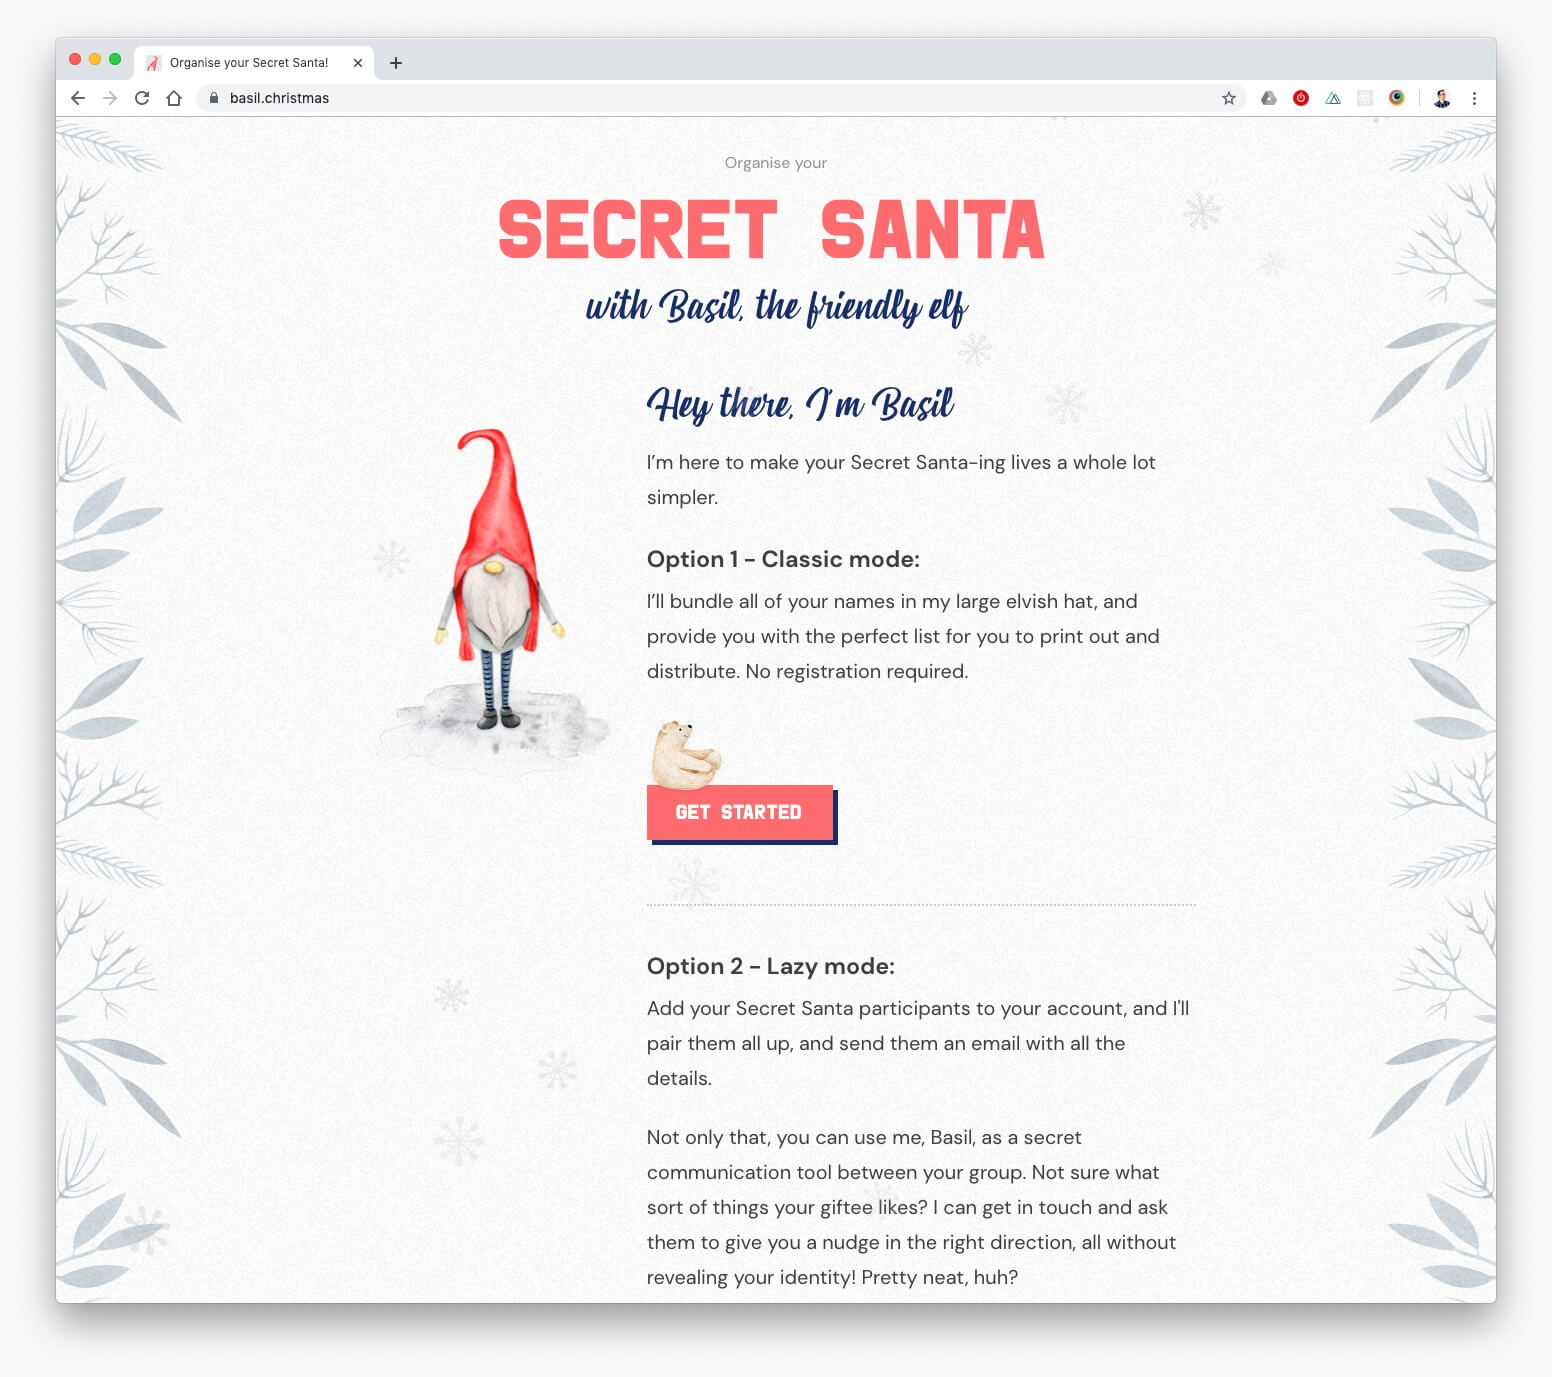 Organise your Secret Santa!
basil.christmas
Organise your
SECRET SANTA
with Basil, the friendly elf
Hey there, I'm Basil
I’m here to make your Secret Santa-ing lives a whole lot
simpler.
Option 1 - Classic mode:
I’ll bundle all of your names in my large elvish hat, and
provide you with the perfect list for you to print out and
distribute. No registration required.
GET STARTED
Option 2 - Lazy mode:
Add your Secret Santa participants to your account, and I'll
pair them all up, and send them an email with all the
details.
Not only that, you can use me, Basil, as a secret
communication tool between your group. Not sure what
sort of things your giftee likes? I can get in touch and ask
them to give you a nudge in the right direction, all without
revealing your identity! Pretty neat, huh?